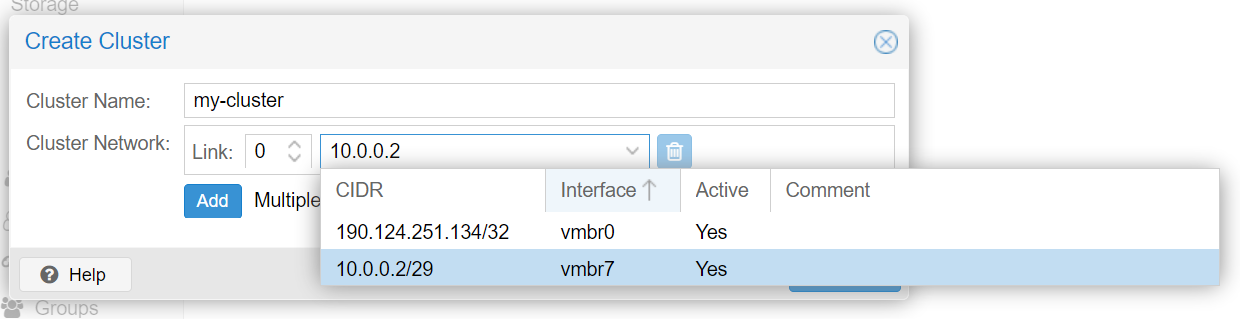 Storage
Create Cluster
Cluster Name: my-cluster
Cluster Network: Link: 0 10.0.0.2
CIDR Interface Active Comment
Add Multiple
190.124.251.134/32 vmbr0 Yes
10.0.0.2/29 vmbr7 Yes
Help
Groups